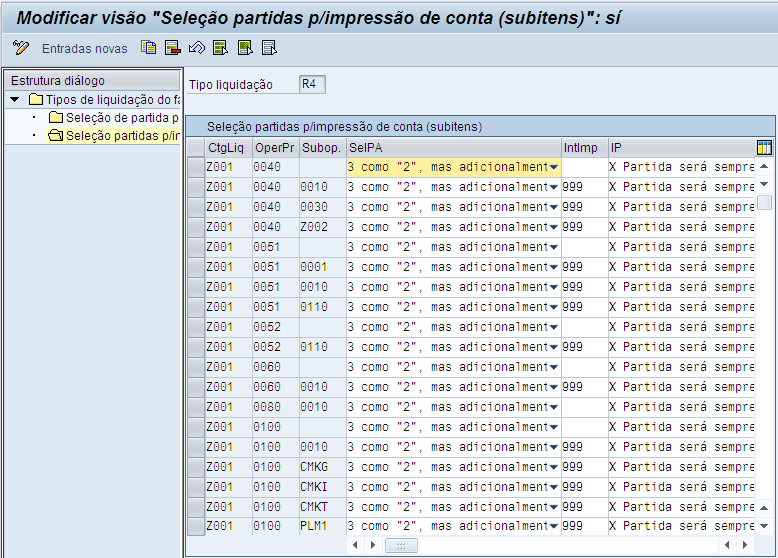 Modificar visão "Seleção partidas p/impressão de conta (subitens)": sí
Entradas novas
Estrutura diálogo
Tipos de liquidação do fa
Seleção de partida p
Seleção partidas p/in
Tipo liquidação R4
Seleção partidas p/impressão de conta (subitens)
CtgLiq OperPr Subop. SelPA IntImp IP
Z001 0040 3 como "2", mas adicionalment X Partida será sempre
Z001 0040 0010 3 como "2", mas adicionalment 999 X Partida será sempre
Z001 0040 0030 3 como "2", mas adicionalment 999 X Partida será sempre
Z001 0040 Z002 3 como "2", mas adicionalment 999 X Partida será sempre
Z001 0051 3 como "2", mas adicionalment X Partida será sempre
Z001 0051 0001 3 como "2", mas adicionalment 999 X Partida será sempre
Z001 0051 0010 3 como "2", mas adicionalment 999 X Partida será sempre
Z001 0051 0110 3 como "2", mas adicionalment 999 X Partida será sempre
Z001 0052 3 como "2", mas adicionalment X Partida será sempre
Z001 0052 0110 3 como "2", mas adicionalment 999 X Partida será sempre
Z001 0060 3 como "2", mas adicionalment X Partida será sempre
Z001 0060 0010 3 como "2", mas adicionalment 999 X Partida será sempre
Z001 0080 0010 3 como "2", mas adicionalment X Partida será sempre
Z001 0100 3 como "2", mas adicionalment X Partida será sempre
Z001 0100 0010 3 como "2", mas adicionalment 999 X Partida será sempre
Z001 0100 CMKG 3 como "2", mas adicionalment 999 X Partida será sempre
Z001 0100 CMKI 3 como "2", mas adicionalment 999 X Partida será sempre
Z001 0100 CMKT 3 como "2", mas adicionalment 999 X Partida será sempre
Z001 0100 PLM1 3 como "2", mas adicionalment 999 X Partida será sempre